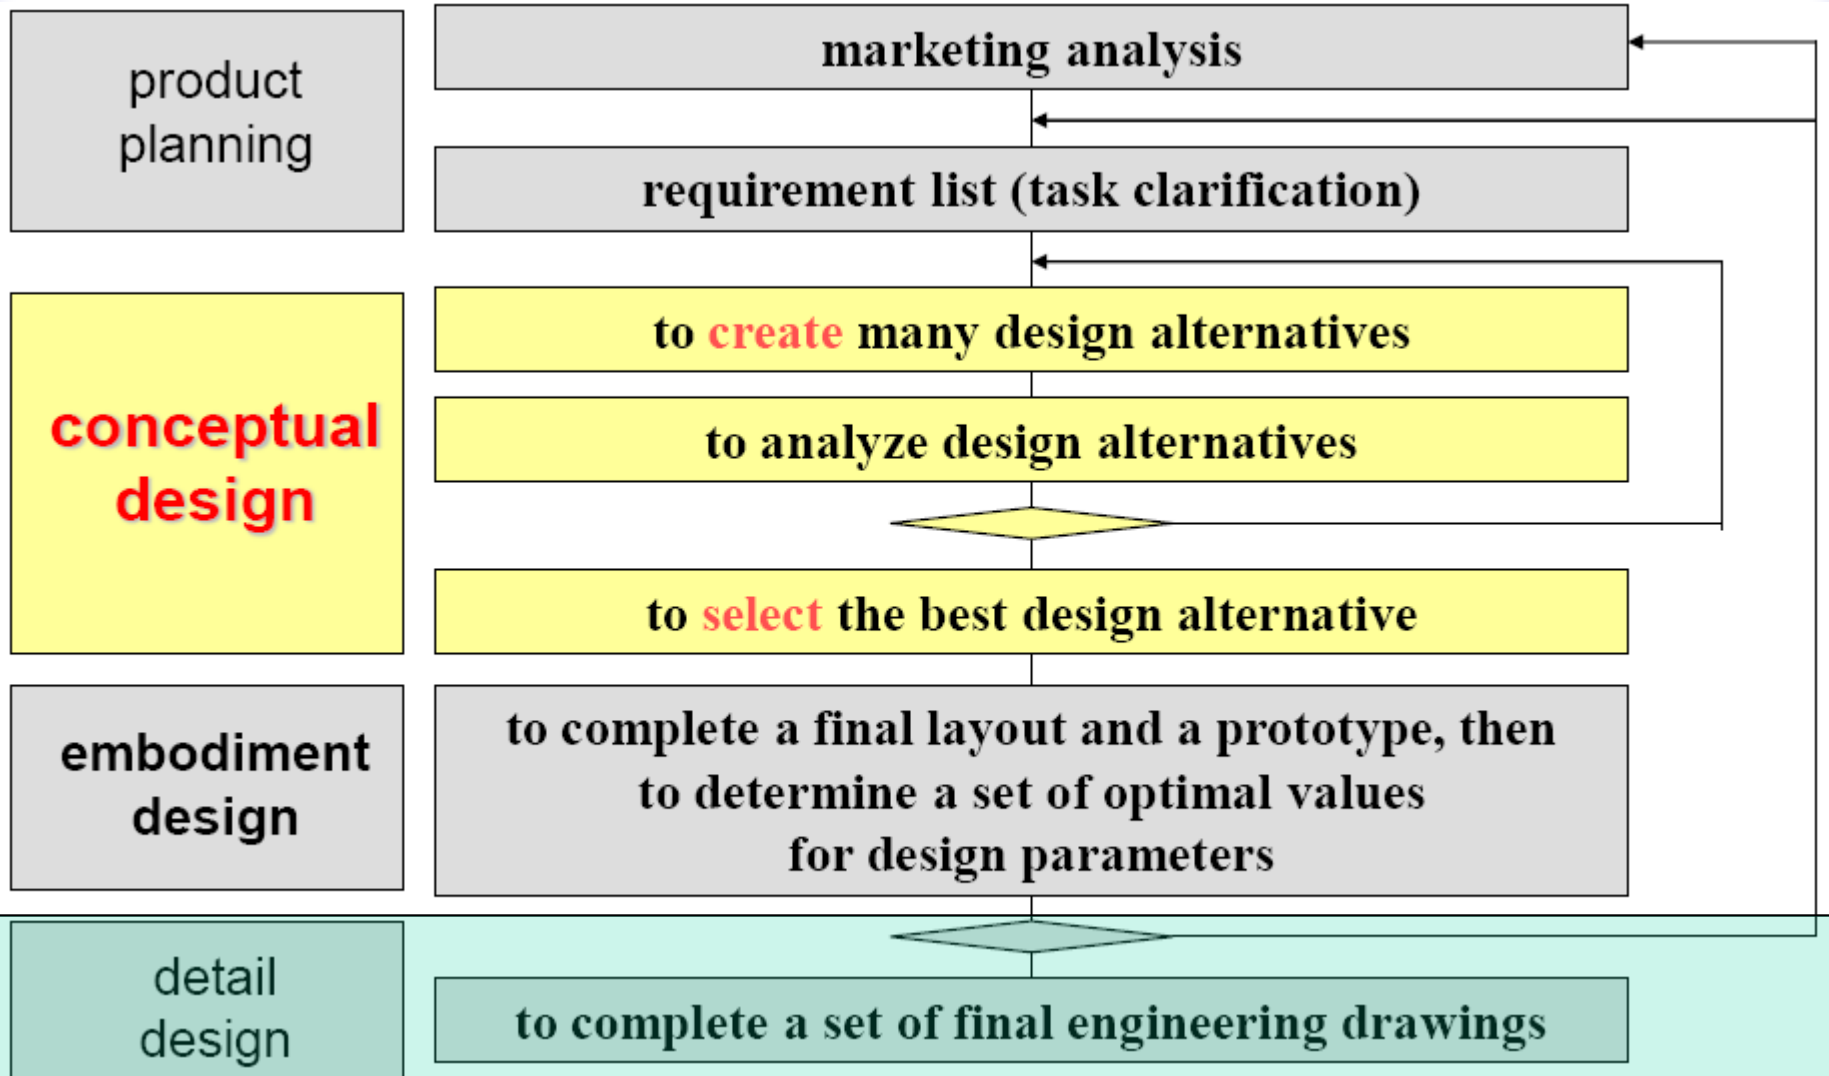 product
planning
marketing analysis
requirement list (task clarification)
conceptual
design
to create many design alternatives
to analyze design alternatives
to select the best design alternative
embodiment
design
to complete a final layout and a prototype, then
to determine a set of optimal values
for design parameters
detail
design
to complete a set of final engineering drawings